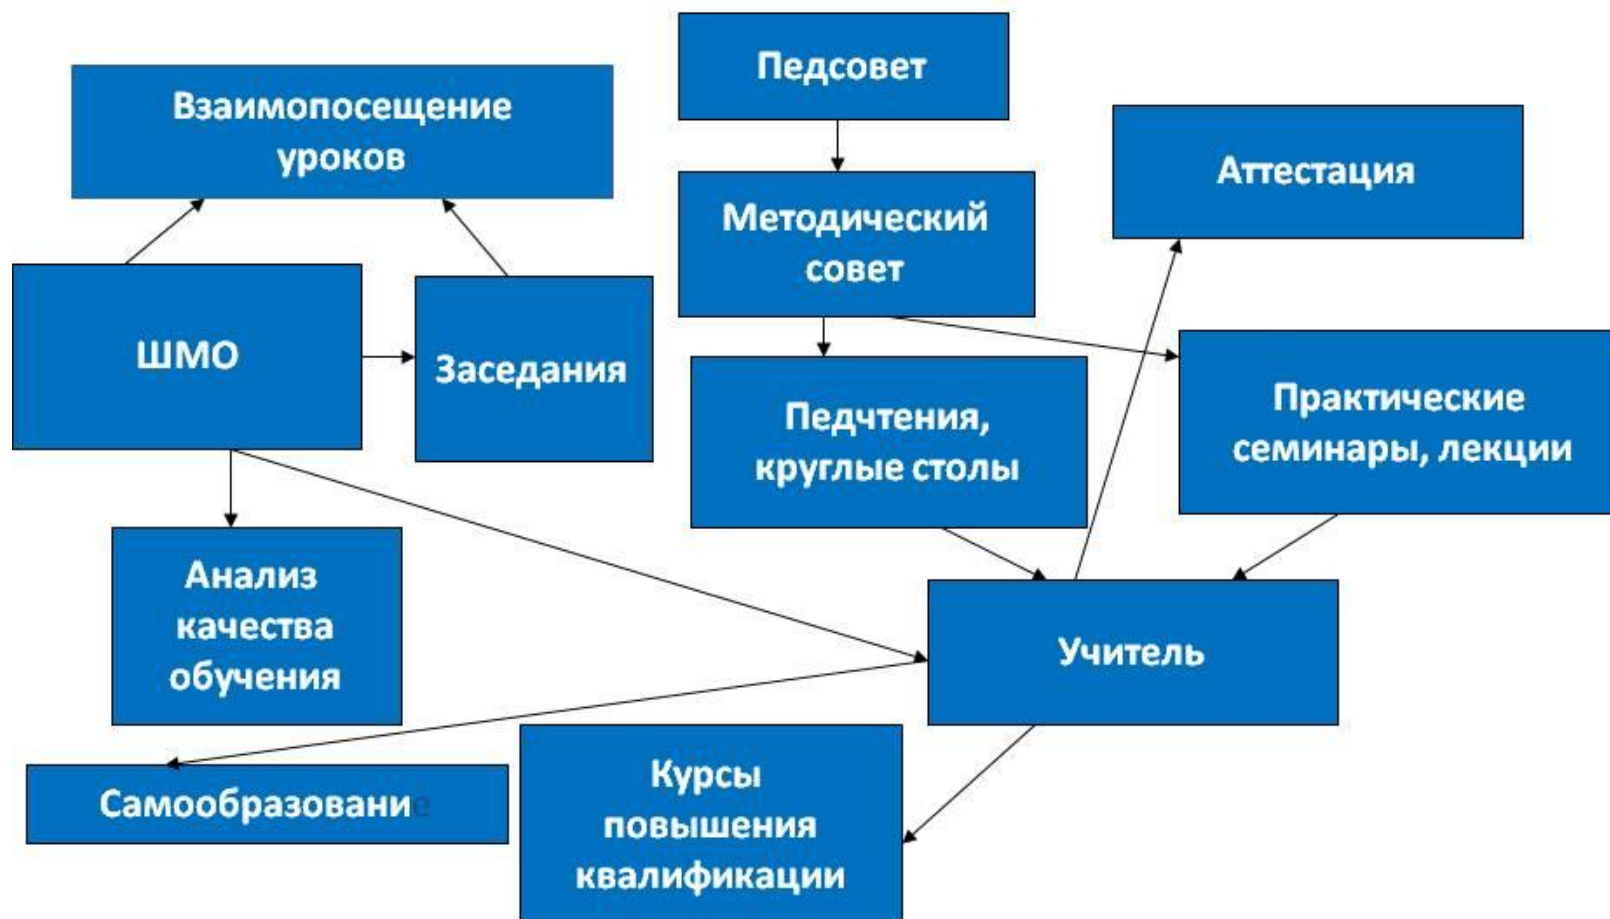 Педсовет
Взаимопосещение
уроков
Аттестация
Методический
совет
ШМО
Заседания
Педчтения,
круглые столы
Практические
семинары, лекции
Анализ
качества
обучения
Учитель
Самообразование
Курсы
повышения
квалификации